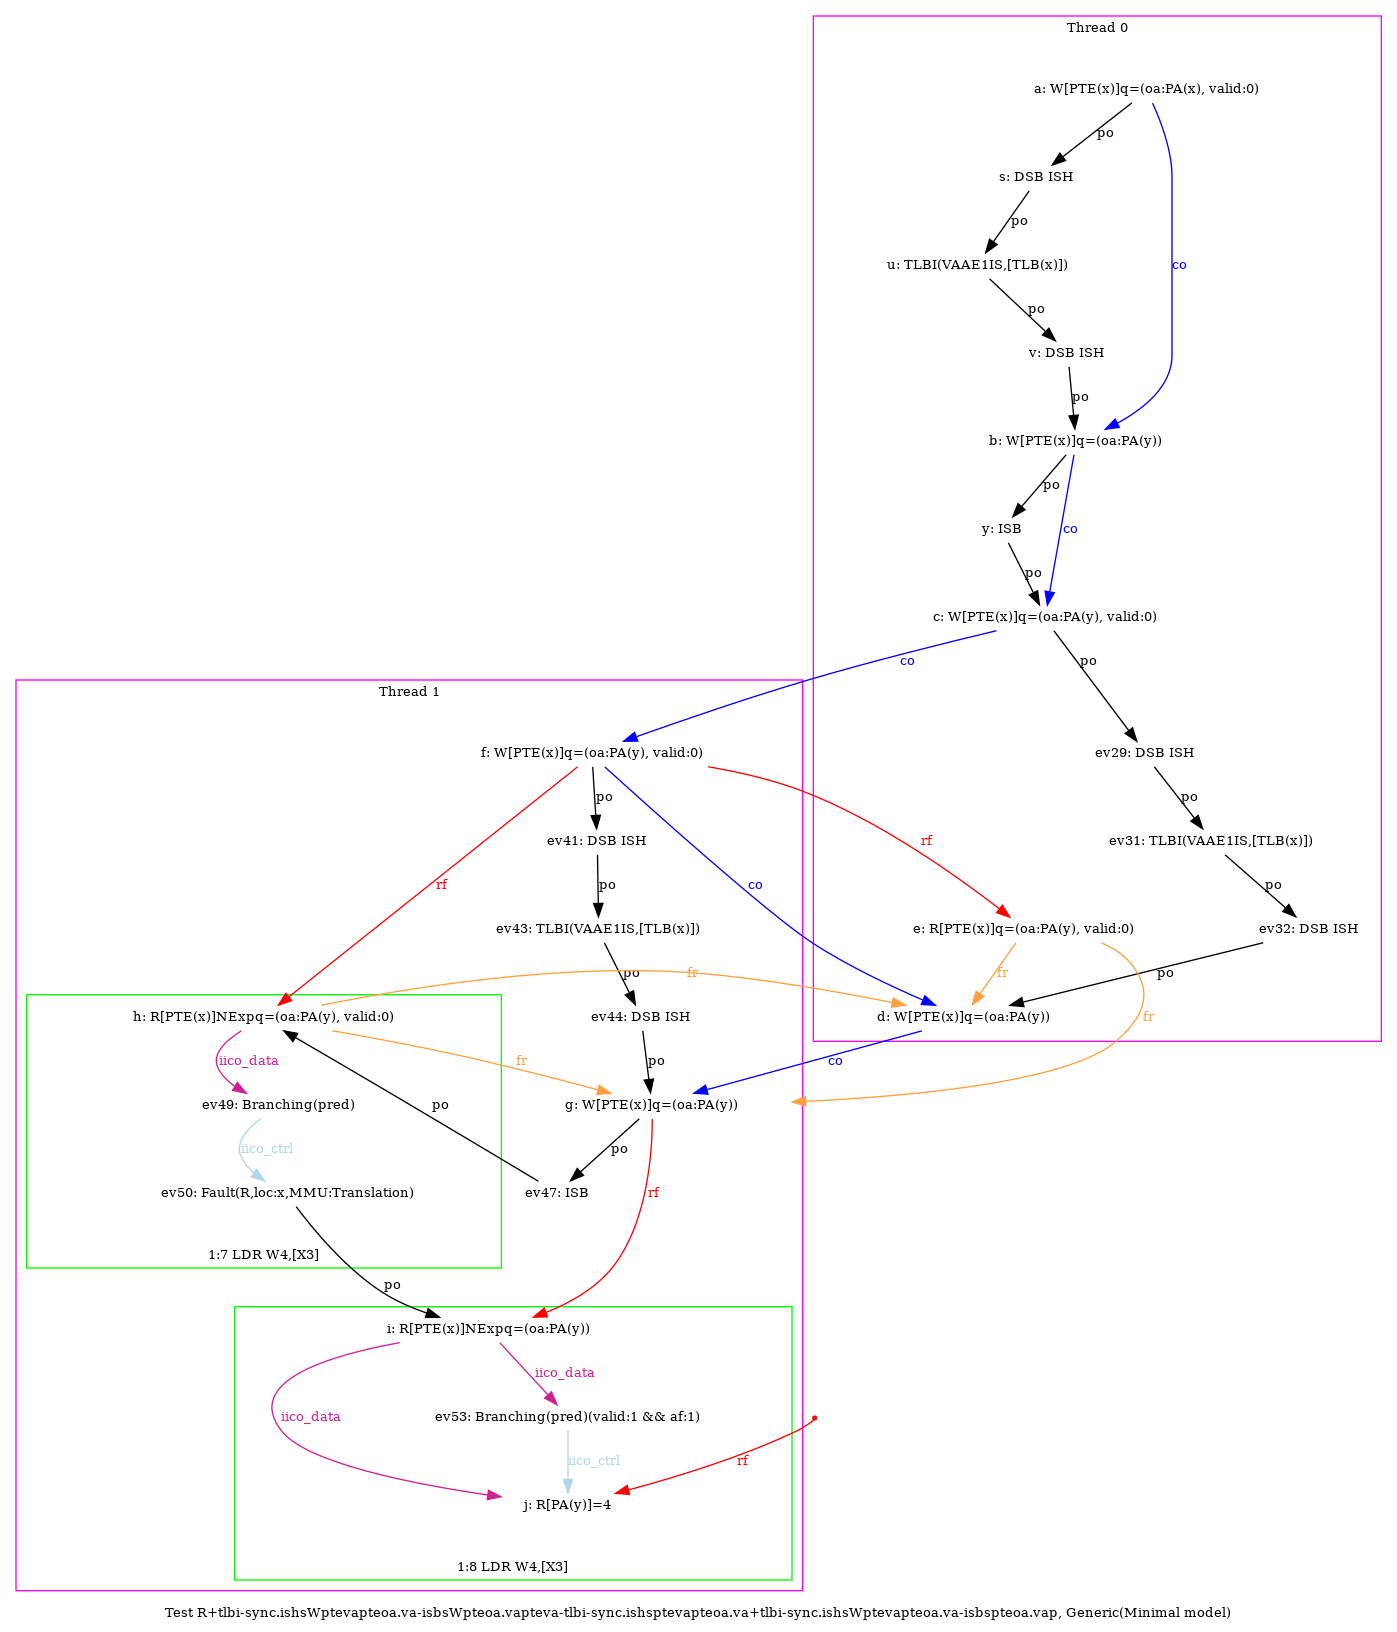 Thread 0
a: W[PTE(x)]q=(oa:PA(x), valid:0)
po
s: DSB ISH
po
u: TLBI(VAAE1IS,[TLB(x)])
co
po
v: DSB ISH
po
b: W[PTE(x)]q=(oa:PA(y))
po
y: ISB
co
po
c: W[PTE(x)]q=(oa:PA(y), valid:0)
co
po
Thread 1
f: W[PTE(x)]q=(oa:PA(y), valid:0)
ev29: DSB ISH
po
po
ev41: DSB ISH
rf
ev31: TLBI(VAAE1IS,[TLB(x)])
rf
po
co
po
ev43: TLBI(VAAE1IS,[TLB(x)])
e: R[PTE(x)]q=(oa:PA(y), valid:0)
ev32: DSB ISH
po
fr
fr
po
h: R[PTE(x)]NExpq=(oa:PA(y), valid:0)
ev44: DSB ISH
d: W[PTE(x)]q=(oa:PA(y))
fr
iico_data
fr
po
co
ev49: Branching(pred)
po
g: W[PTE(x)]q=(oa:PA(y))
iico_ctrl
po
ev50: Fault(R,loc:x,MMU:Translation)
ev47: ISB
rf
1:7 LDR W4,[X3]
po
i: R[PTE(x)]NExpq=(oa:PA(y))
iico_data
iico_data
ev53: Branching(pred)(valid:1 && af:1)
iico_ctrl
rf
j: R[PA(y)]=4
1:8 LDR W4,[X3]
Test R+tlbi-sync.ishsWptevapteoa.va-isbsWpteoa.vapteva-tlbi-sync.ishsptevapteoa.va+tlbi-sync.ishsWptevapteoa.va-isbspteoa.vap, Generic(Minimal model)